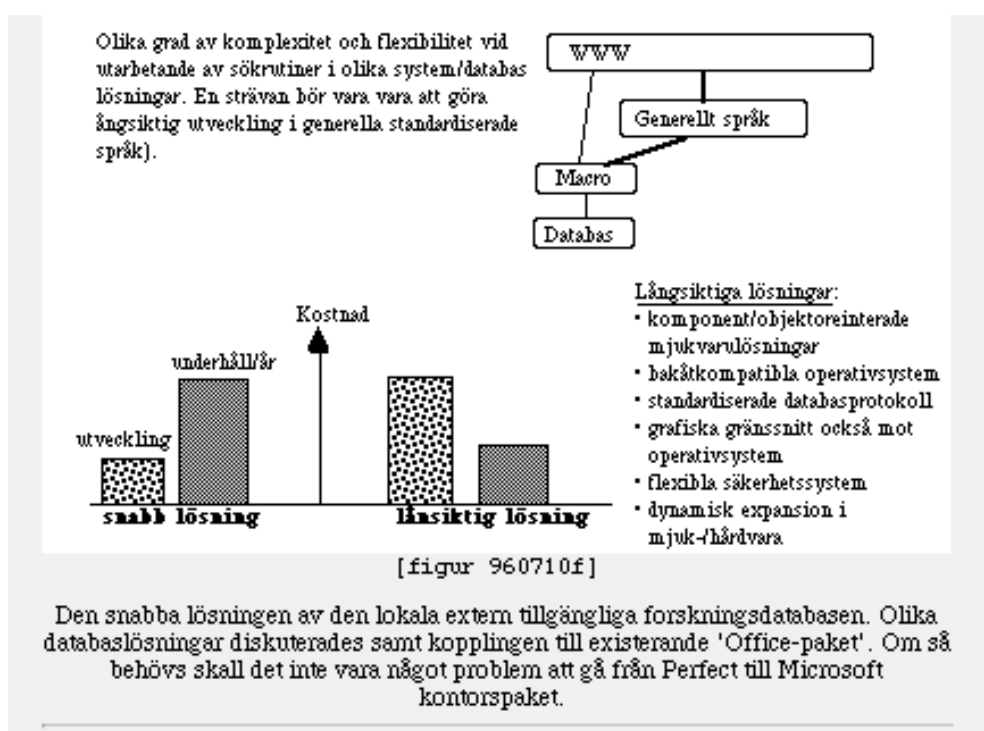 Olika grad av komplexitet och flexibilitet vid
utarbetande av sökrutiner i olika system/databas
lösningar. En strävan bör vara vara att göra
ångsiktig utveckling i generella standardiserade
språk).
WWW
Generellt språk
Macro
Databas
Kostnad
underhåll/år
utveckling
snabb lösning
lånsiktig lösning
Långsiktiga lösningar:
• komponent/objektoreinterade
mjukvarulösningar
• bakåtkompatibla operativsystem
• standardiserade databasprotokoll
• grafiska gränssnitt också mot
operativsystem
• flexibla säkerhetssystem
• dynamisk expansion i
mjuk-/hårdvara
[figur 960710f]
Den snabba lösningen av den lokala extern tillgängliga forskningsdatabasen. Olika
databaslösningar diskuterades samt kopplingen till existerande 'Office-paket'. Om så
behövs skall det inte vara något problem att gå från Perfect till Microsoft
kontorspaket.